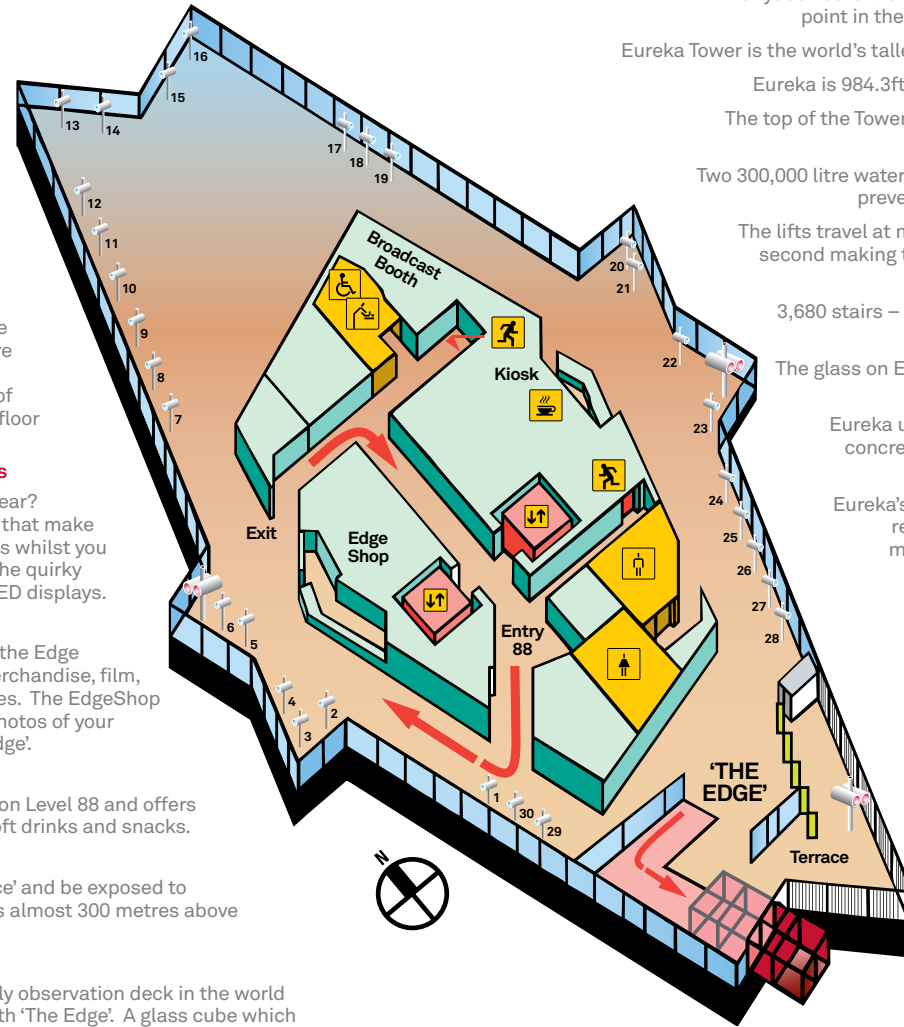 point in the
Eureka Tower is the world's talle
Eureka is 984.3ft
The top of the Tower
Two 300,000 litre water
preve
The lifts travel at m
second making t
3,680 stairs –
The glass on E
Eureka u
concre
Eureka's
re
m
e
re
of
floor
s
ear?
that make
s whilst you
he quirky
ED displays.
the Edge
erchandise, film,
es. The EdgeShop
hotos of your
dge'.
on Level 88 and offers
oft drinks and snacks.
ce' and be exposed to
s almost 300 metres above
ly observation deck in the world
th 'The Edge'. A glass cube which
16
15
13
14
17
18
19
12
11
10
9
8
7
20
21
22
23
24
25
26
27
28
Broadcast
Booth
Kiosk
Exit
Edge
Shop
Entry
88
6
5
4
3
2
1
30
29
'THE
EDGE'
Terrace
N